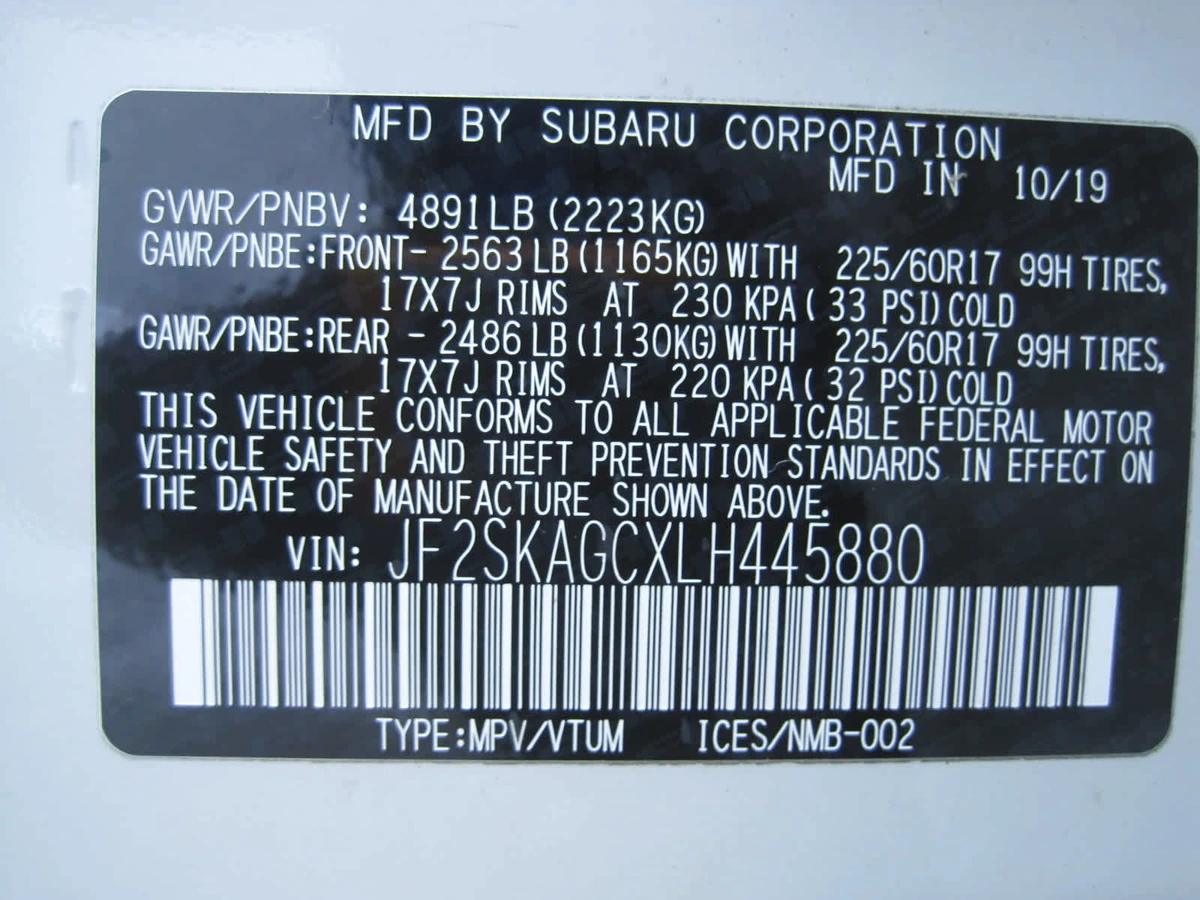 MFD BY SUBARU CORPORATION
MFD IN 10/19
GVWR/PNBV: 4891LB (2223KG)
GAWR/PNBE:FRONT- 2563 LB (1165KG) WITH 225/60R17 99H TIRES,
17X7J RIMS AT 230 KPA ( 33 PSI) COLD
GAWR/PNBE:REAR - 2486 LB (1130KG) WITH 225/60R17 99H TIRES,
17X7J RIMS AT 220 KPA ( 32 PSI) COLD
THIS VEHICLE CONFORMS TO ALL APPLICABLE FEDERAL MOTOR
VEHICLE SAFETY AND THEFT PREVENTION STANDARDS IN EFFECT ON
THE DATE OF MANUFACTURE SHOWN ABOVE.
VIN: JF2SKAGCXLH445880
TYPE:MPV/VTUM ICES/NMB-002